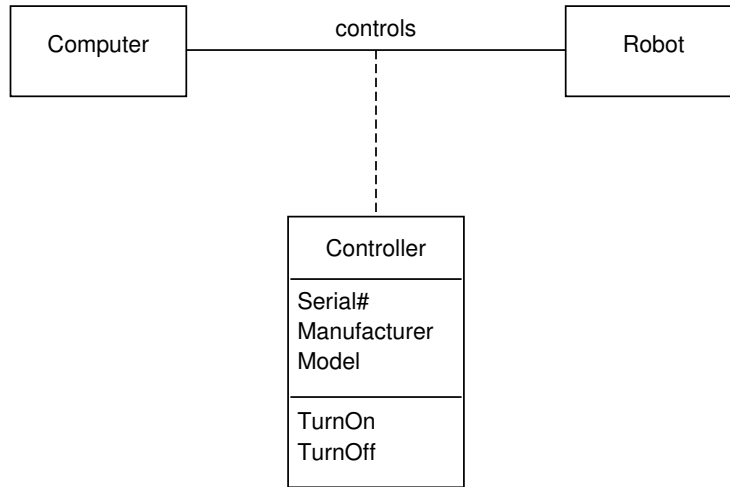 controls
Computer
Robot
Controller
Serial#
Manufacturer
Model
TurnOn
TurnOff